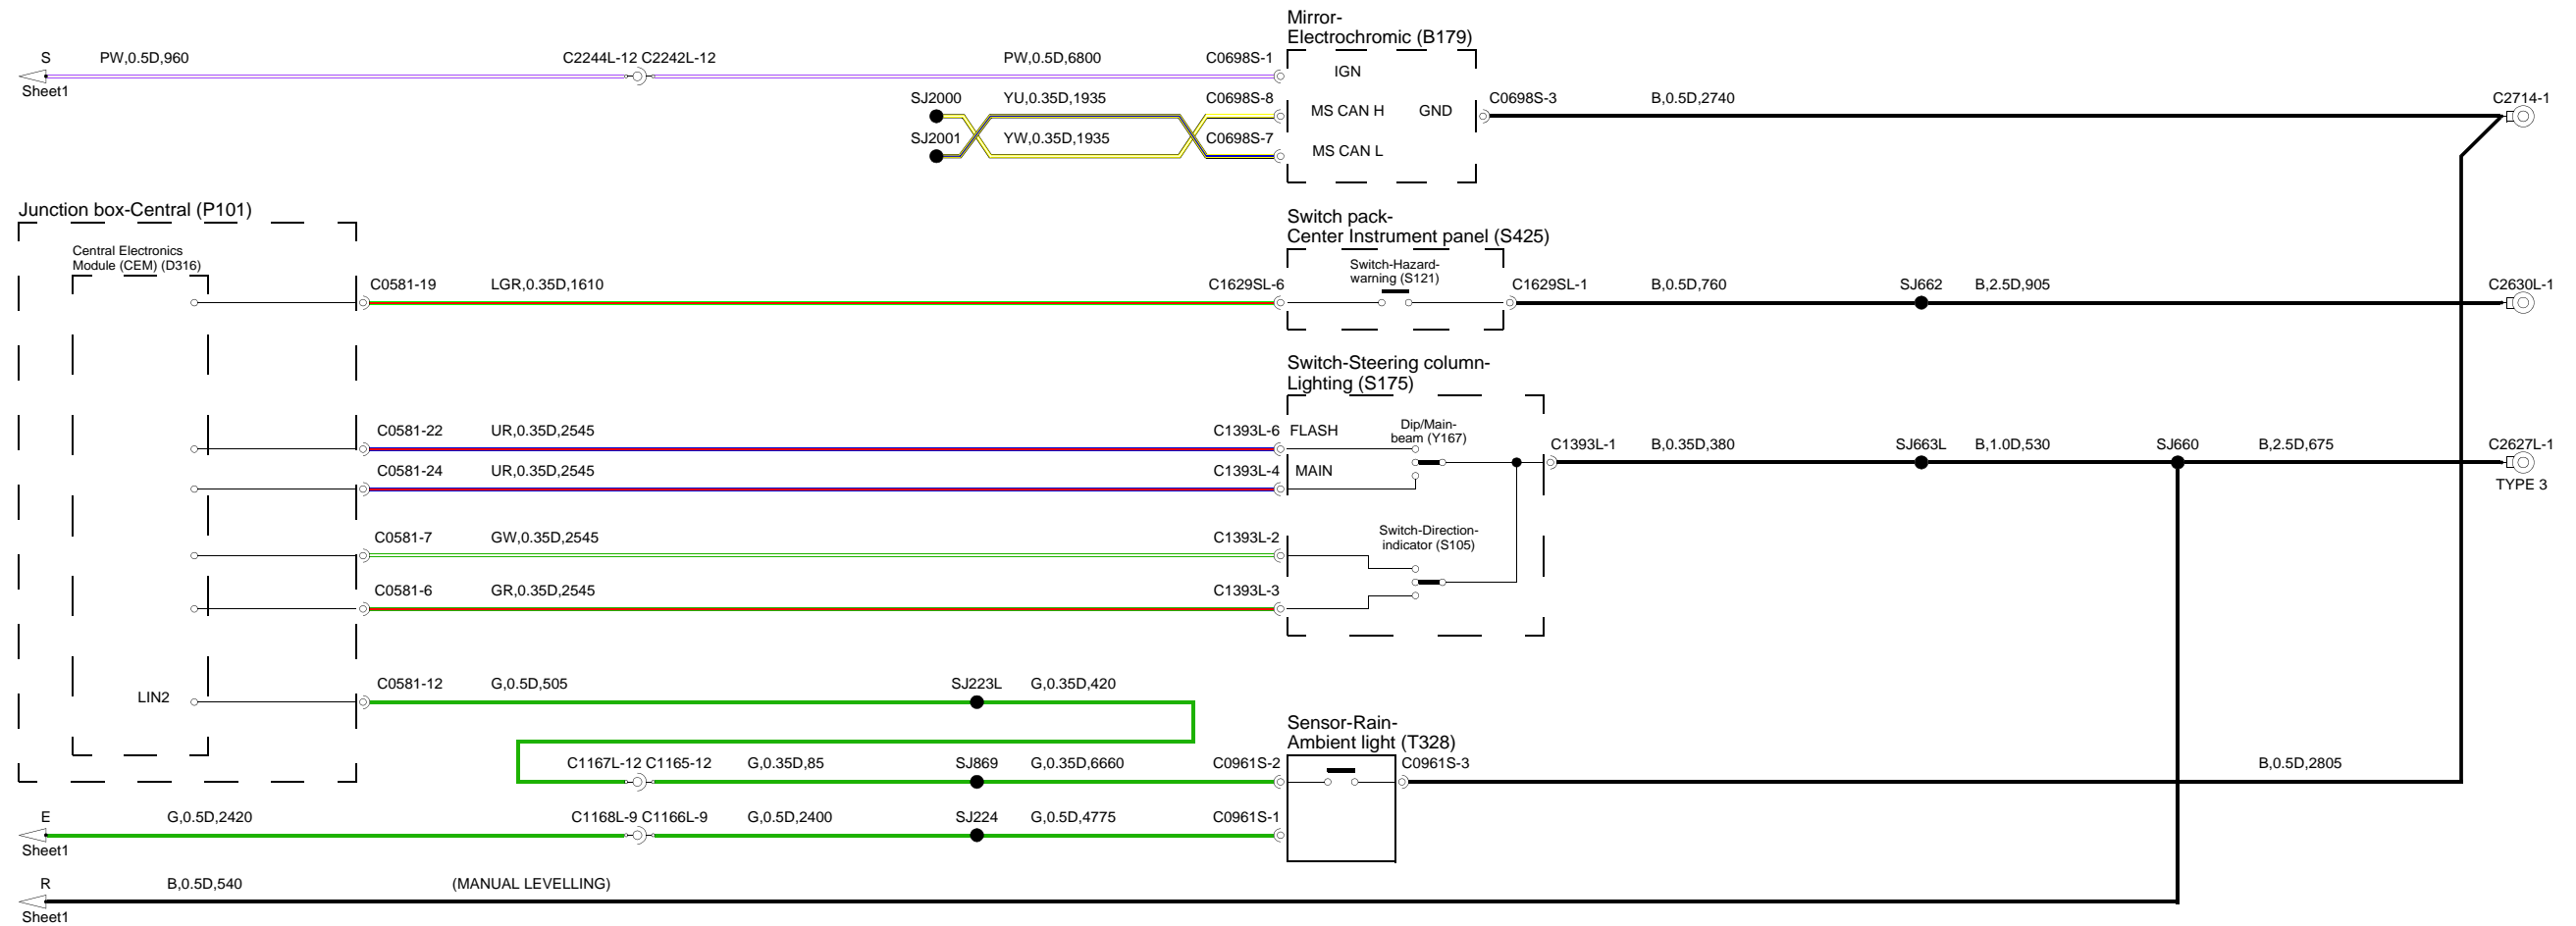 Mirror-
Electrochromic (B179)
S
PW,0.5D,960
C2244L-12 C2242L-12
PW,0.5D,6800
C0698S-1
IGN
Sheet1
SJ2000
YU,0.35D,1935
C0698S-8
MS CAN H
GND
C0698S-3
B,0.5D,2740
C2714-1
SJ2001
YW,0.35D,1935
C0698S-7
MS CAN L
Junction box-Central (P101)
Switch pack-
Center Instrument panel (S425)
Central Electronics
Module (CEM) (D316)
Switch-Hazard-
warning (S121)
C0581-19
LGR,0.35D,1610
C1629SL-6
C1629SL-1
B,0.5D,760
SJ662
B,2.5D,905
C2630L-1
Switch-Steering column-
Lighting (S175)
C0581-22
UR,0.35D,2545
C1393L-6
FLASH
Dip/Main-
beam (Y167)
C1393L-1
B,0.35D,380
SJ663L
B,1.0D,530
SJ660
B,2.5D,675
C2627L-1
C0581-24
UR,0.35D,2545
C1393L-4
MAIN
TYPE 3
C0581-7
GW,0.35D,2545
C1393L-2
Switch-Direction-
indicator (S105)
C0581-6
GR,0.35D,2545
C1393L-3
LIN2
C0581-12
G,0.5D,505
SJ223L
G,0.35D,420
Sensor-Rain-
Ambient light (T328)
C1167L-12 C1165-12
G,0.35D,85
SJ869
G,0.35D,6660
C0961S-2
C0961S-3
B,0.5D,2805
E
G,0.5D,2420
C1168L-9 C1166L-9
G,0.5D,2400
SJ224
G,0.5D,4775
C0961S-1
Sheet1
R
B,0.5D,540
(MANUAL LEVELLING)
Sheet1